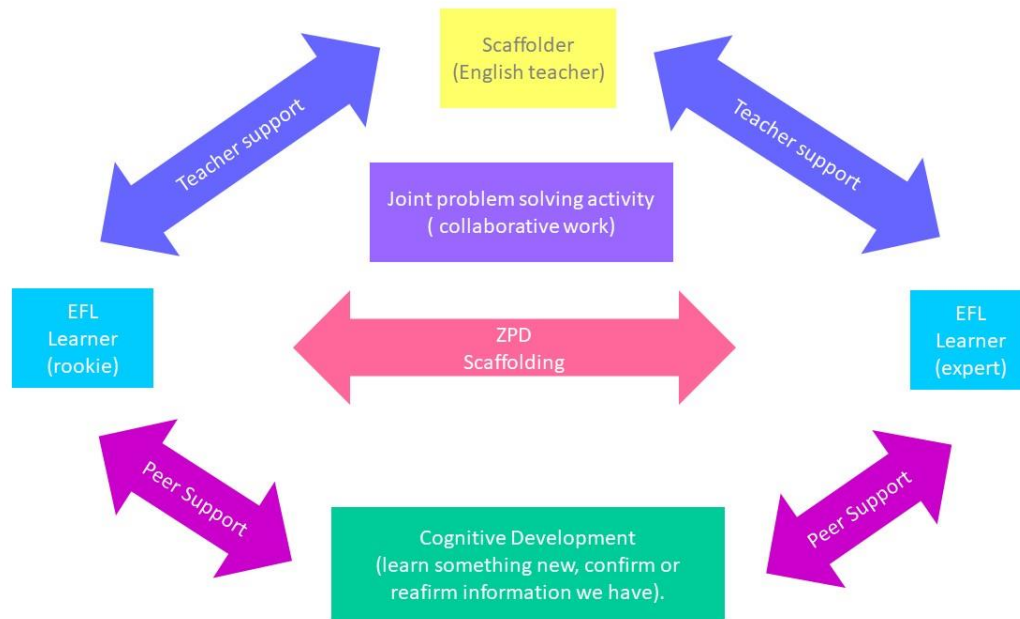 Scaffolder
(English teacher)
Teacher support
Teacher support
Joint problem solving activity
( collaborative work)
EFL
Learner
(rookie)
ZPD
Scaffolding
EFL
Learner
(expert)
Peer Support
Peer Support
Cognitive Development
(learn something new, confirm or
reafirm information we have).